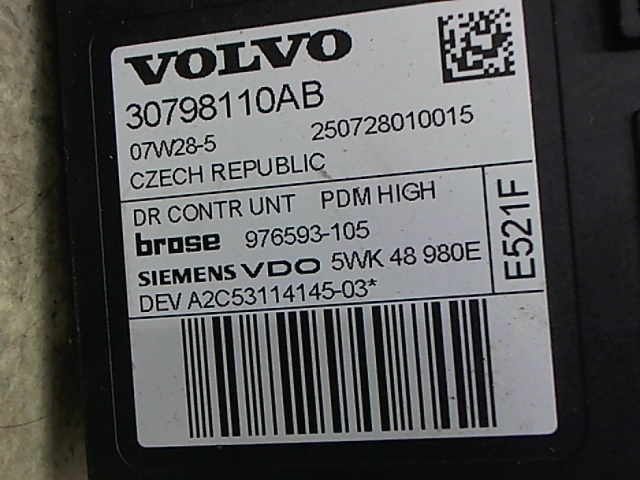 VOLVO
30798110AB
07W28-5 250728010015
CZECH REPUBLIC
DR CONTR UNT PDM HIGH
brose 976593-105
SIEMENS VDO 5WK 48 980E
DEV A2C53114145-03*
E521F